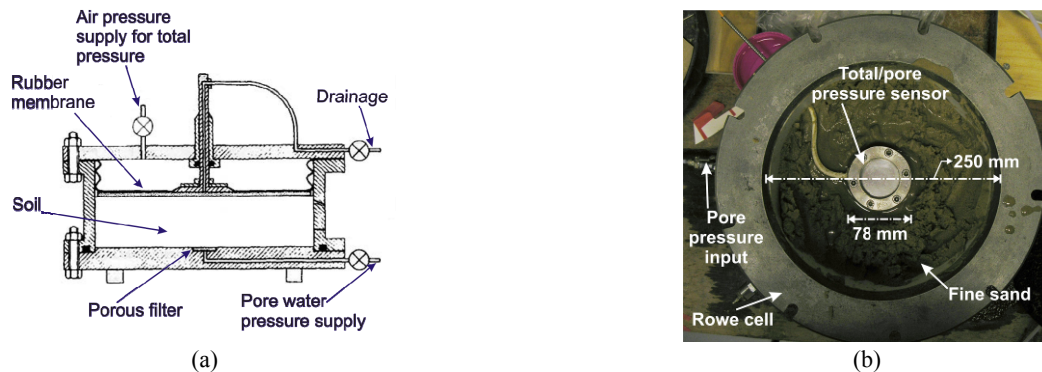 Air pressure
supply for total
pressure
Rubber
membrane
Drainage
Soil
Porous filter
Pore water
pressure supply
(a)
Total/pore
pressure sensor
250 mm
78 mm
Pore
pressure
input
Fine sand
Rowe cell
(b)